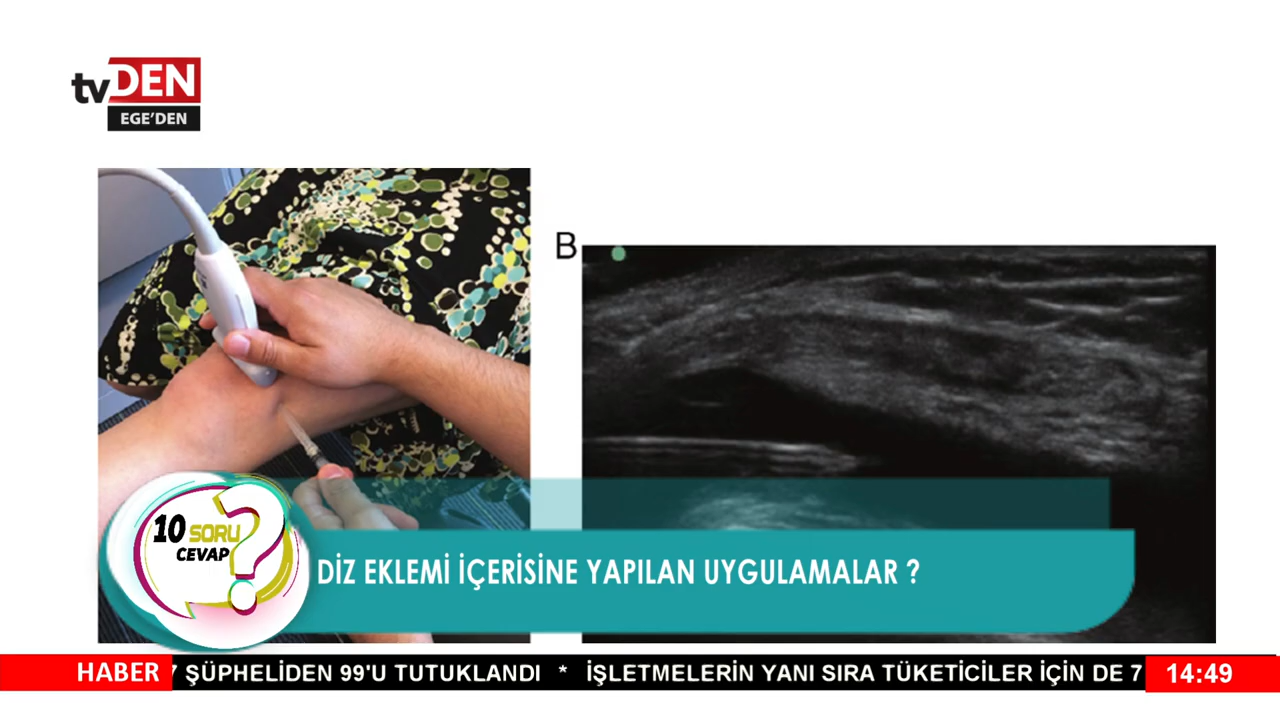 tvDEN
EGE'DEN
B
10 SORU
CEVAP
?
DİZ EKLEMİ İÇERİSİNE YAPILAN UYGULAMALAR ?
HABER
7 ŞÜPHELİDEN 99'U TUTUKLANDI * İŞLETMELERİN YANI SIRA TÜKETİCİLER İÇİN DE 7
14:49